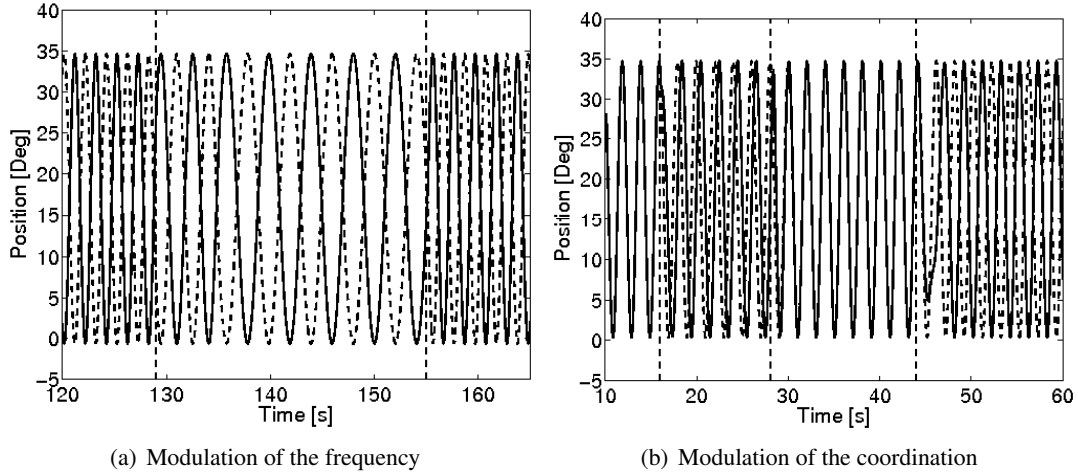 40
35
30
25
20
15
10
5
0
−5
Position [Deg]
120 130 140 150 160
Time [s]
(a) Modulation of the frequency
40
35
30
25
20
15
10
5
0
−5
Position [Deg]
10 20 30 40 50 60
Time [s]
(b) Modulation of the coordination